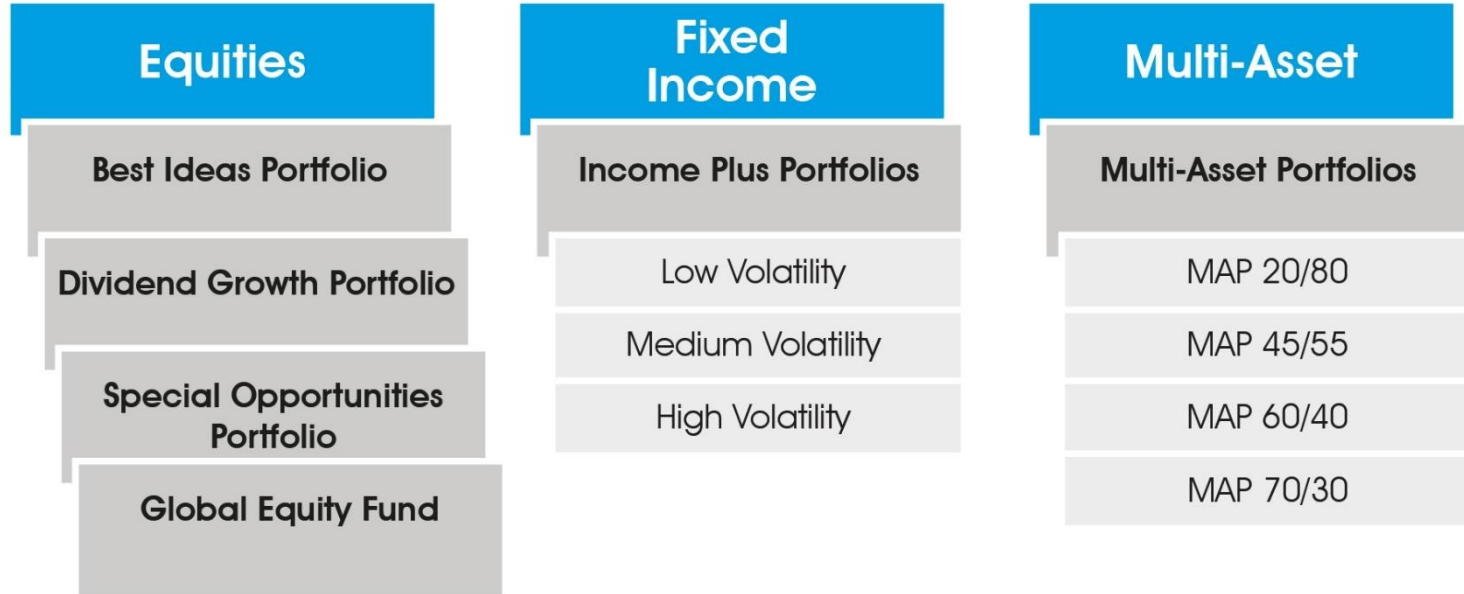 Equities
Best Ideas Portfolio
Dividend Growth Portfolio
Special Opportunities
Portfolio
Global Equity Fund
Fixed
Income
Income Plus Portfolios
Low Volatility
Medium Volatility
High Volatility
Multi-Asset
Multi-Asset Portfolios
MAP 20/80
MAP 45/55
MAP 60/40
MAP 70/30